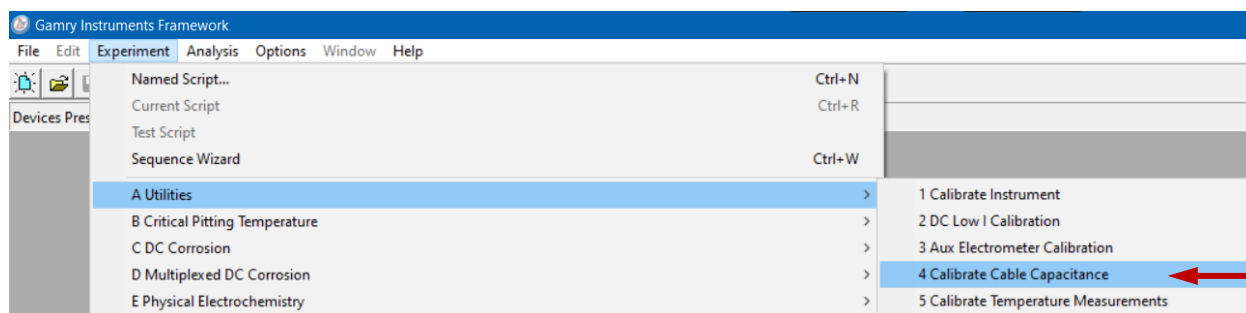 Gamry Instruments Framework
File Edit Experiment Analysis Options Window Help
Named Script... Ctrl+N
Current Script Ctrl+R
Devices Pres
Test Script
Sequence Wizard Ctrl+W
A Utilities >
1 Calibrate Instrument
B Critical Pitting Temperature >
2 DC Low I Calibration
C DC Corrosion >
3 Aux Electrometer Calibration
D Multiplexed DC Corrosion >
4 Calibrate Cable Capacitance
E Physical Electrochemistry >
5 Calibrate Temperature Measurements